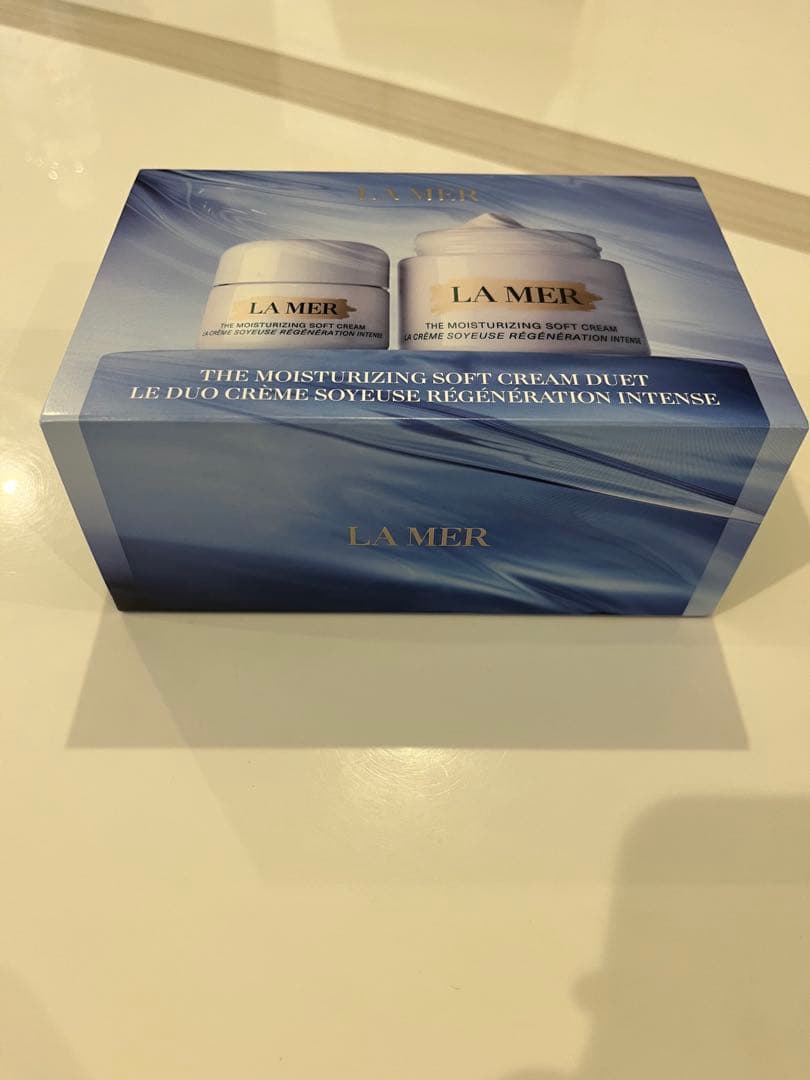 LA MER
LA MER
THE MOISTURIZING SOFT CREAM
LA CRÈME SOYEUSE RÉGÉNÉRATION INTENSE
LA MER
THE MOISTURIZING SOFT CREAM
LA CRÈME SOYEUSE RÉGÉNÉRATION INTENSE
THE MOISTURIZING SOFT CREAM DUET
LE DUO CRÈME SOYEUSE RÉGÉNÉRATION INTENSE
LA MER